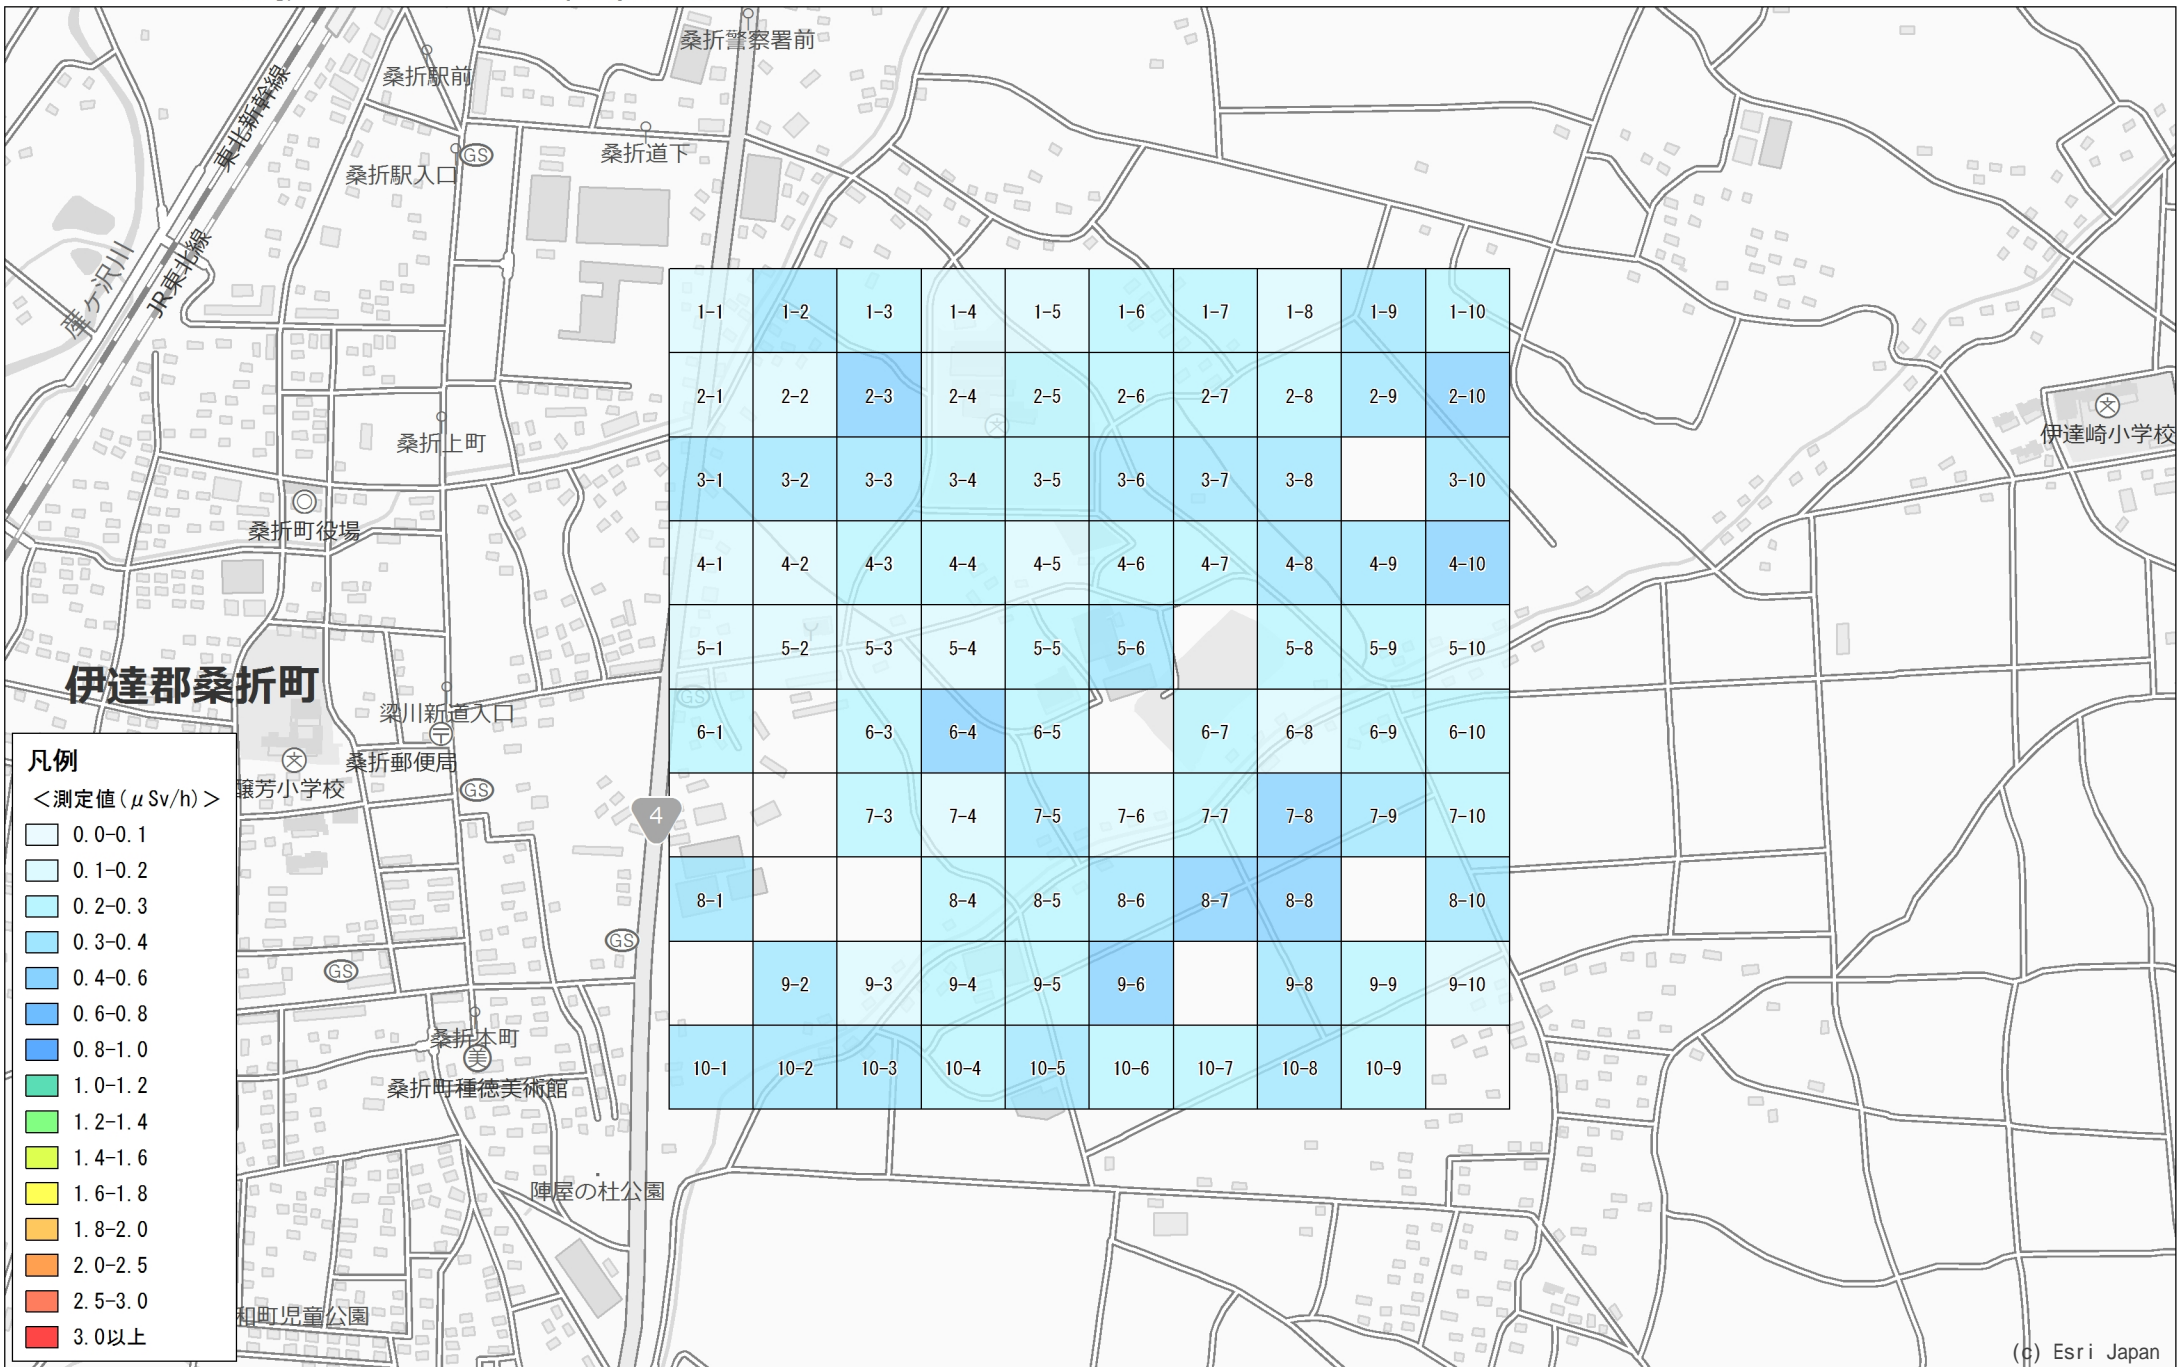 桑折警察署前
桑折駅前
東北新幹線
桑折道下
GS
桑折駅入口
産ヶ沢川
JR東北線
桑折上町
文
伊達崎小学校
桑折町役場
伊達郡桑折町
梁川新道入口
桑折郵便局
文
醸芳小学校
GS
GS
4
GS
GS
桑折本町
美
桑折町種徳美術館
陣屋の杜公園
和町児童公園
1-1 1-2 1-3 1-4 1-5 1-6 1-7 1-8 1-9 1-10
2-1 2-2 2-3 2-4 2-5 2-6 2-7 2-8 2-9 2-10
文
3-1 3-2 3-3 3-4 3-5 3-6 3-7 3-8 3-10
4-1 4-2 4-3 4-4 4-5 4-6 4-7 4-8 4-9 4-10
5-1 5-2 5-3 5-4 5-5 5-6 5-8 5-9 5-10
6-1 6-3 6-4 6-5 6-7 6-8 6-9 6-10
7-3 7-4 7-5 7-6 7-7 7-8 7-9 7-10
8-1 8-4 8-5 8-6 8-7 8-8 8-10
9-2 9-3 9-4 9-5 9-6 9-8 9-9 9-10
10-1 10-2 10-3 10-4 10-5 10-6 10-7 10-8 10-9
凡例
＜測定値(μSv/h)＞
0.0-0.1
0.1-0.2
0.2-0.3
0.3-0.4
0.4-0.6
0.6-0.8
0.8-1.0
1.0-1.2
1.2-1.4
1.4-1.6
1.6-1.8
1.8-2.0
2.0-2.5
2.5-3.0
3.0以上
(c) Esri Japan